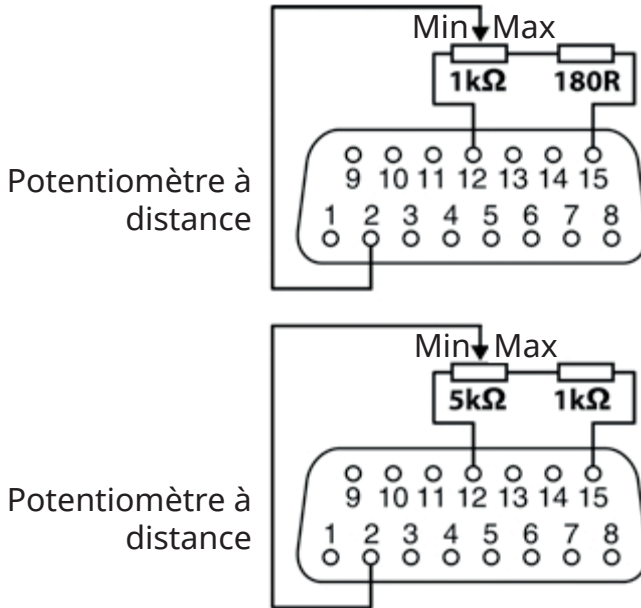 Min Max
1kΩ 180R
9 10 11 12 13 14 15
Potentiomètre à
distance
1 2 3 4 5 6 7 8
Min Max
5kΩ 1kΩ
9 10 11 12 13 14 15
Potentiomètre à
distance
1 2 3 4 5 6 7 8